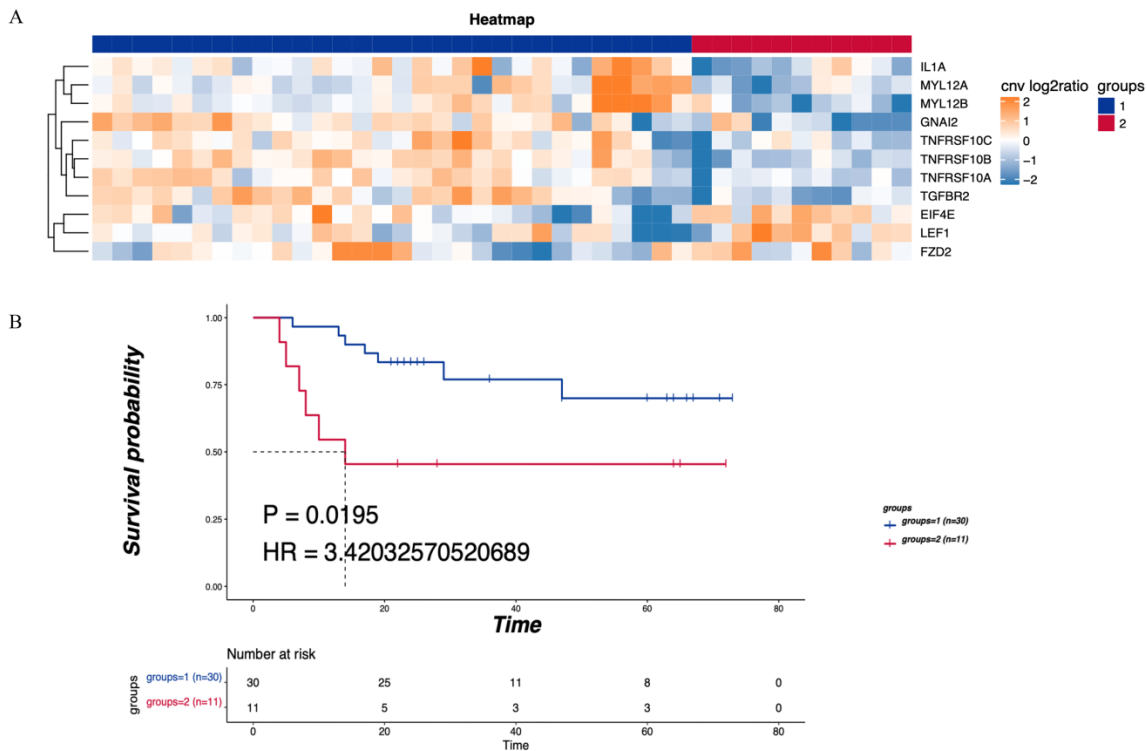 A
Heatmap
IL1A
MYL12A
MYL12B
GNAI2
TNFRSF10C
TNFRSF10B
TNFRSF10A
TGFBR2
EIF4E
LEF1
FZD2
cnv log2ratio
2
1
0
−1
−2
groups
1
2
B
Survival probability
1.00
0.75
0.50
0.25
0.00
P = 0.0195
HR = 3.42032570520689
0 20 40 60 80
Time
groups
groups=1 (n=30)
groups=2 (n=11)
Number at risk
groups
groups=1 (n=30) 30 25 11 8 0
groups=2 (n=11) 11 5 3 3 0
0 20 40 60 80
Time